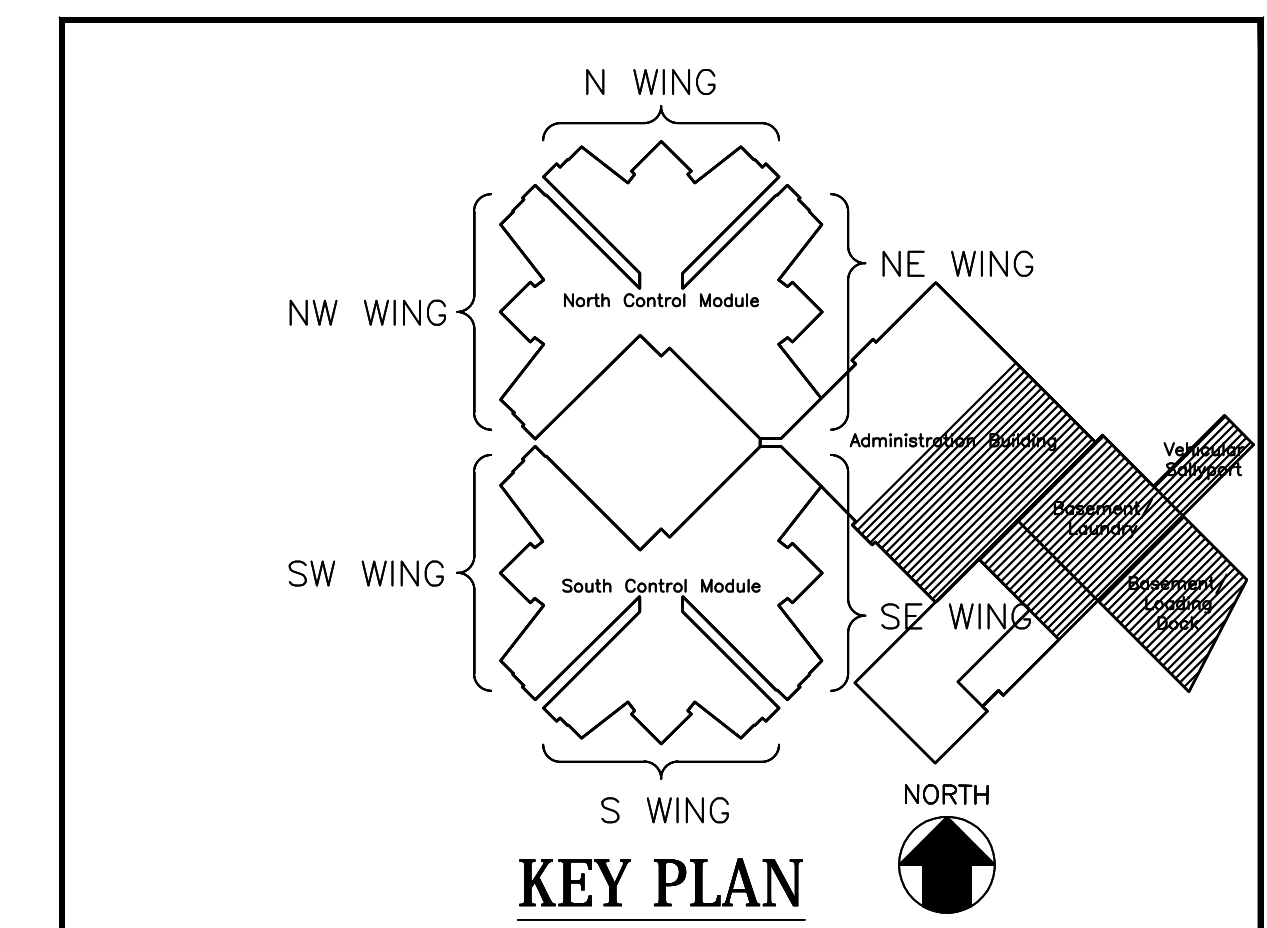 N WING
NE WING
North Control Module
NW WING
Administration Building
Vehicular
Sallyport
Basement/
Laundry
SW WING
South Control Module
Basement/
Loading
Dock
SE WING
NORTH
S WING
KEY PLAN